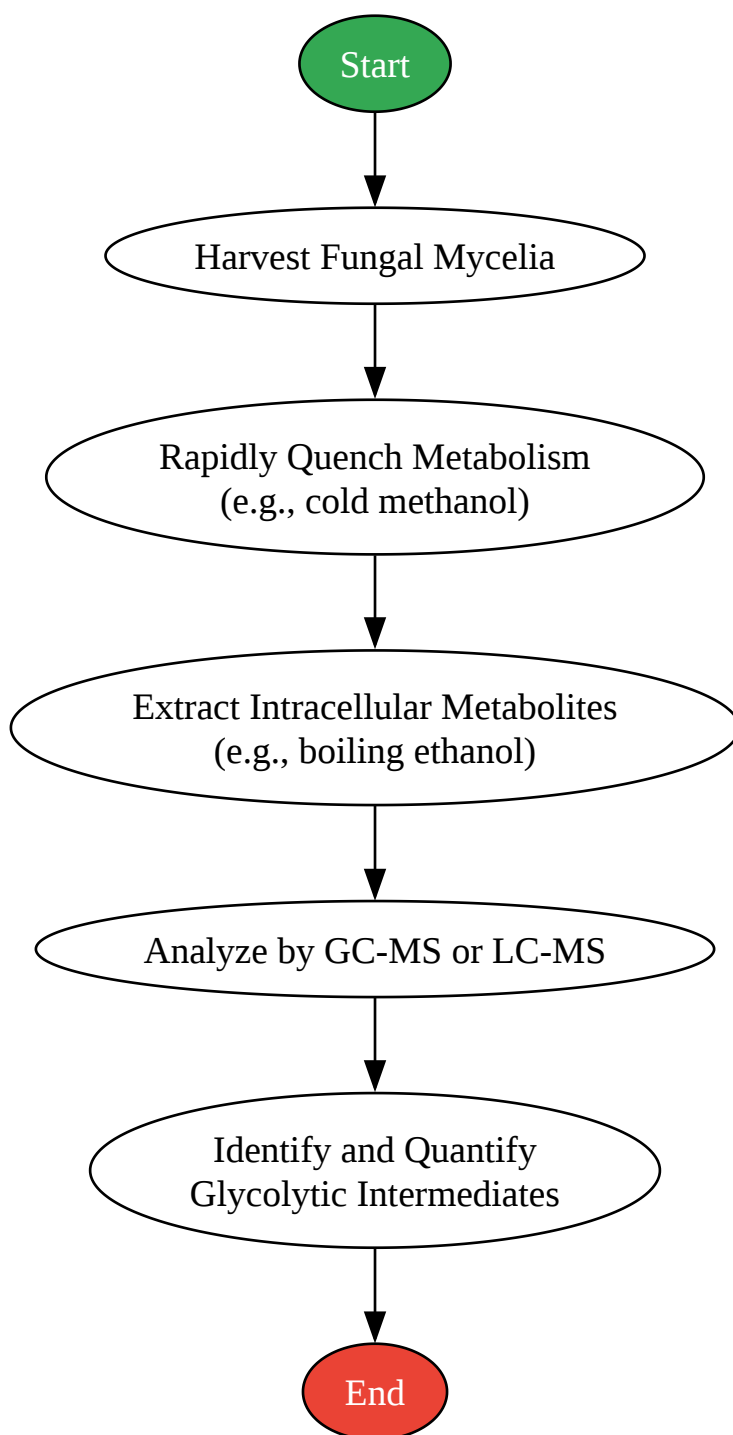 Start
Harvest Fungal Mycelia
Rapidly Quench Metabolism
(e.g., cold methanol)
Extract Intracellular Metabolites
(e.g., boiling ethanol)
Analyze by GC-MS or LC-MS
Identify and Quantify
Glycolytic Intermediates
End